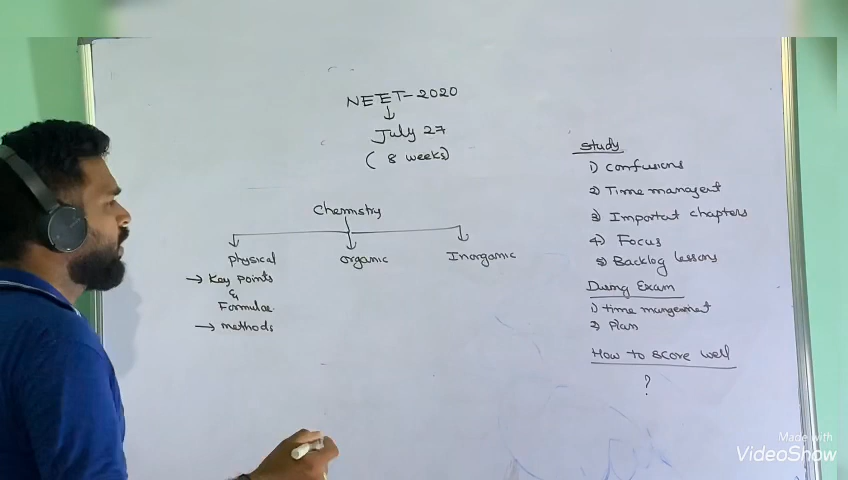 NEET-2020
July 27
( 8 weeks)
Chemistry
Physical
organic
Inorganic
→ Key points
&
Formulae
→ methods
study
1) confusions
2) Time managent
3) Important chapters
4) Focus
5) Backlog lessons
During Exam
1) time mangement
2) Plan
How to score well
?
Made with
VideoShow